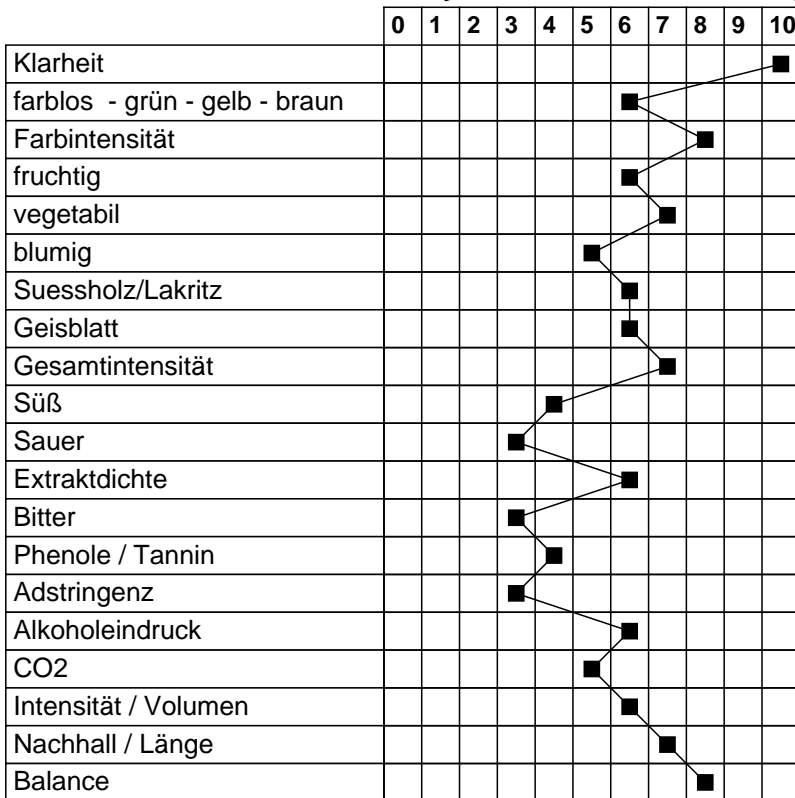 0 1 2 3 4 5 6 7 8 9 10
Klarheit
farblos - grün - gelb - braun
Farbintensität
fruchtig
vegetabil
blumig
Suessholz/Lakritz
Geisblatt
Gesamtintensität
Süß
Sauer
Extraktdichte
Bitter
Phenole / Tannin
Adstringenz
Alkoholeindruck
CO2
Intensität / Volumen
Nachhall / Länge
Balance